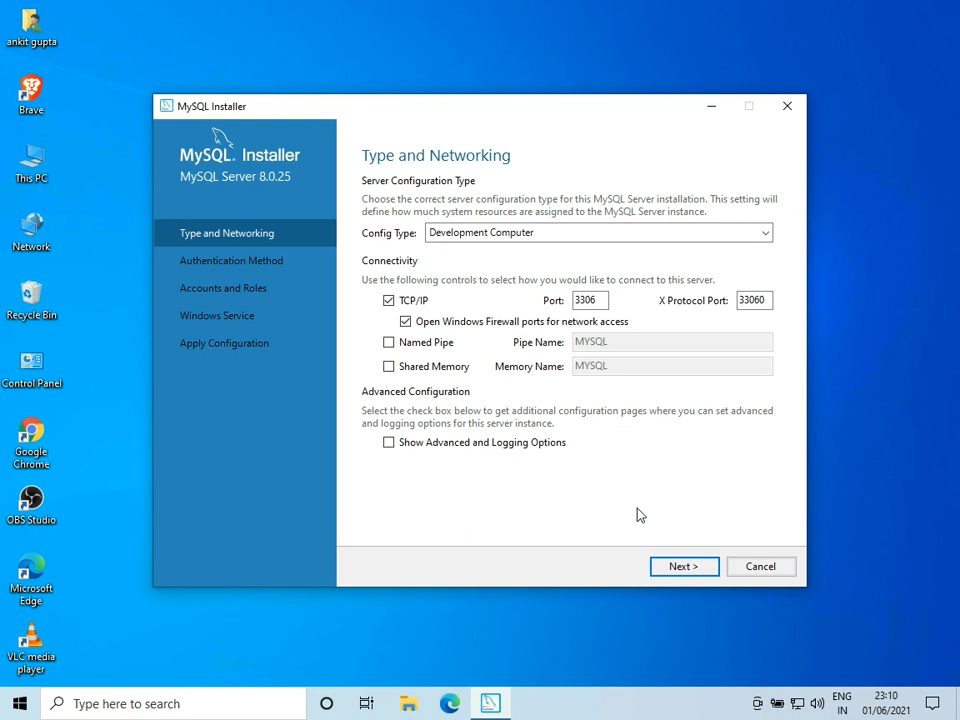 ankit gupta
Brave
This PC
Network
Recycle Bin
Control Panel
Google
Chrome
OBS Studio
Microsoft
Edge
VLC media
player
MySQL Installer
MySQL. Installer
MySQL Server 8.0.25
Type and Networking
Authentication Method
Accounts and Roles
Windows Service
Apply Configuration
Type and Networking
Server Configuration Type
Choose the correct server configuration type for this MySQL Server installation. This setting will
define how much system resources are assigned to the MySQL Server instance.
Config Type: Development Computer
Connectivity
Use the following controls to select how you would like to connect to this server.
TCP/IP Port: 3306 X Protocol Port: 33060
Open Windows Firewall ports for network access
Named Pipe Pipe Name: MYSQL
Shared Memory Memory Name: MYSQL
Advanced Configuration
Select the check box below to get additional configuration pages where you can set advanced
and logging options for this server instance.
Show Advanced and Logging Options
Next > Cancel
Type here to search
ENG
IN
23:10
01/06/2021